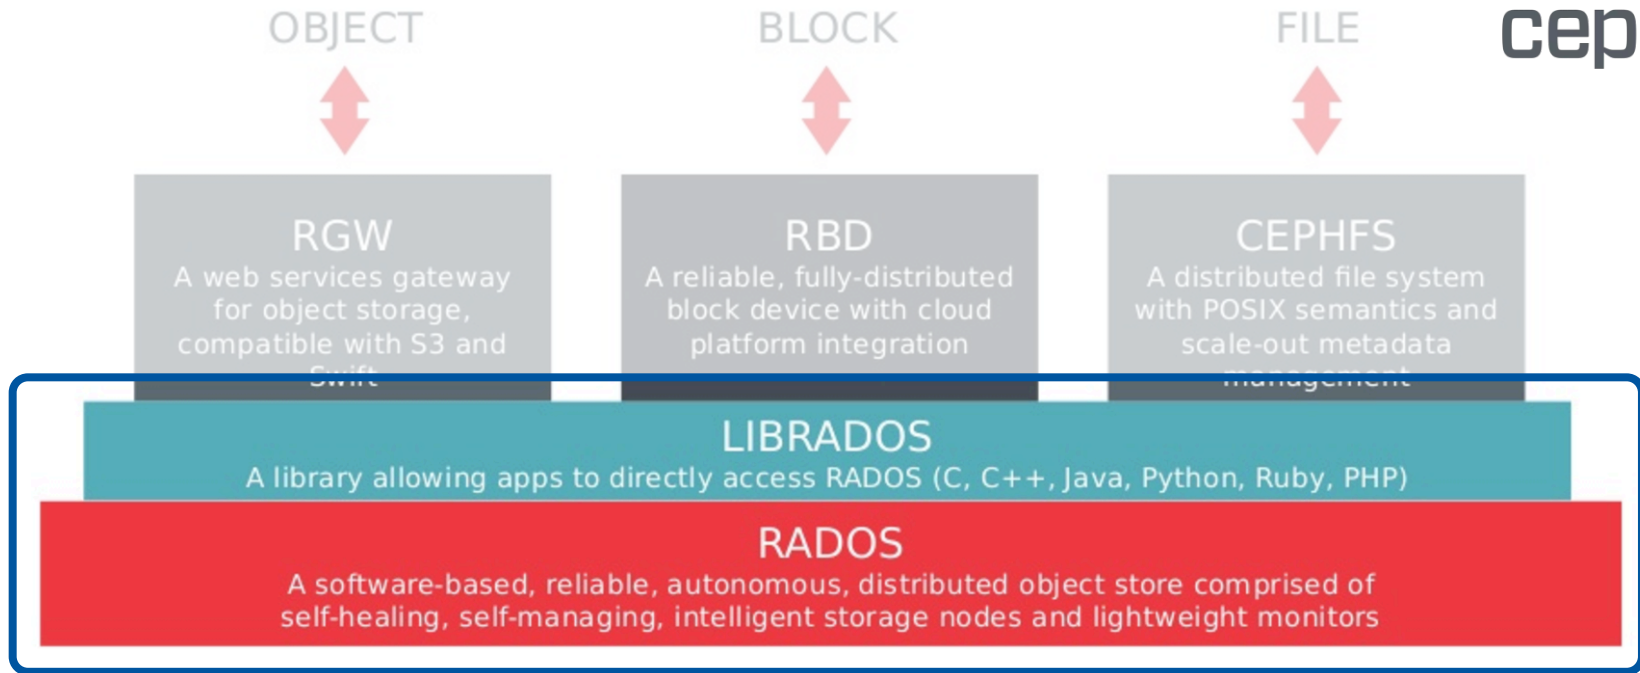 OBJECT
BLOCK
FILE
cep
RGW
A web services gateway
for object storage,
compatible with S3 and
Swift
RBD
A reliable, fully-distributed
block device with cloud
platform integration
CEPHFS
A distributed file system
with POSIX semantics and
scale-out metadata
management
LIBRADOS
A library allowing apps to directly access RADOS (C, C++, Java, Python, Ruby, PHP)
RADOS
A software-based, reliable, autonomous, distributed object store comprised of
self-healing, self-managing, intelligent storage nodes and lightweight monitors